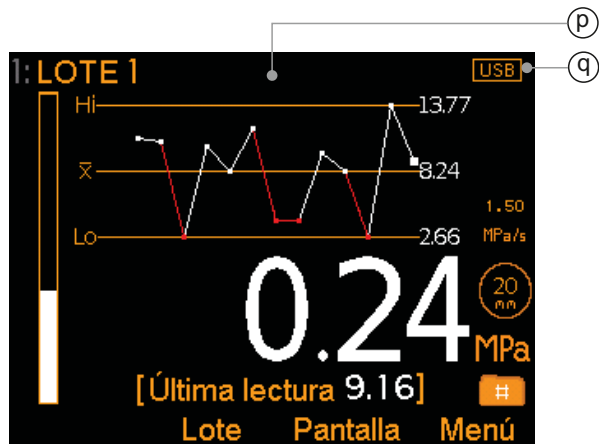 p
1: LOTE 1
USB
q
Hi
13.77
x̅
8.24
1.50
MPa/s
Lo
2.66
20
mm
0.24
MPa
[Última lectura 9.16]
#
Lote Pantalla Menú